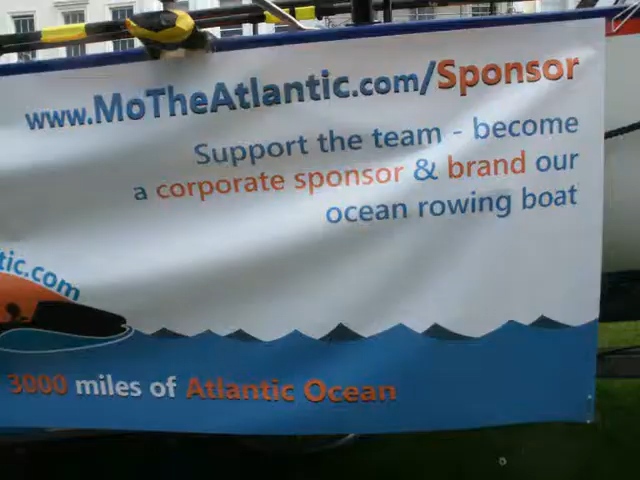 www.MoTheAtlantic.com/Sponsor
Support the team - become
a corporate sponsor & brand our
ocean rowing boat
tic.com
3000 miles of Atlantic Ocean